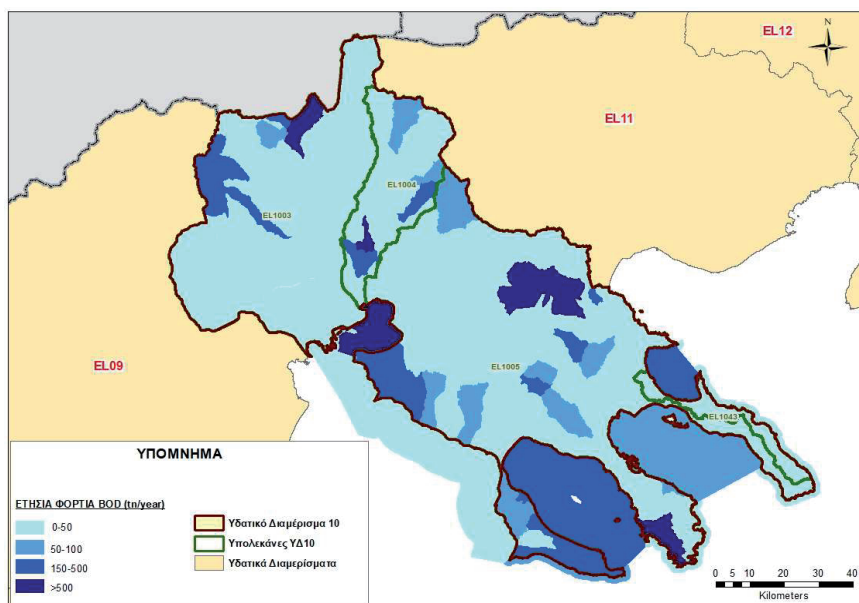 EL12
N
EL11
EL1004
EL1003
EL09
EL1005
EL1043
ΥΠΟΜΝΗΜΑ
ΕΤΗΣΙΑ ΦΟΡΤΙΑ BOD (tn/year)
0-50
50-100
150-500
>500
Υδατικό Διαμέρισμα 10
Υπολεκάνες ΥΔ10
Υδατικά Διαμερίσματα
0 5 10 20 30 40
Kilometers